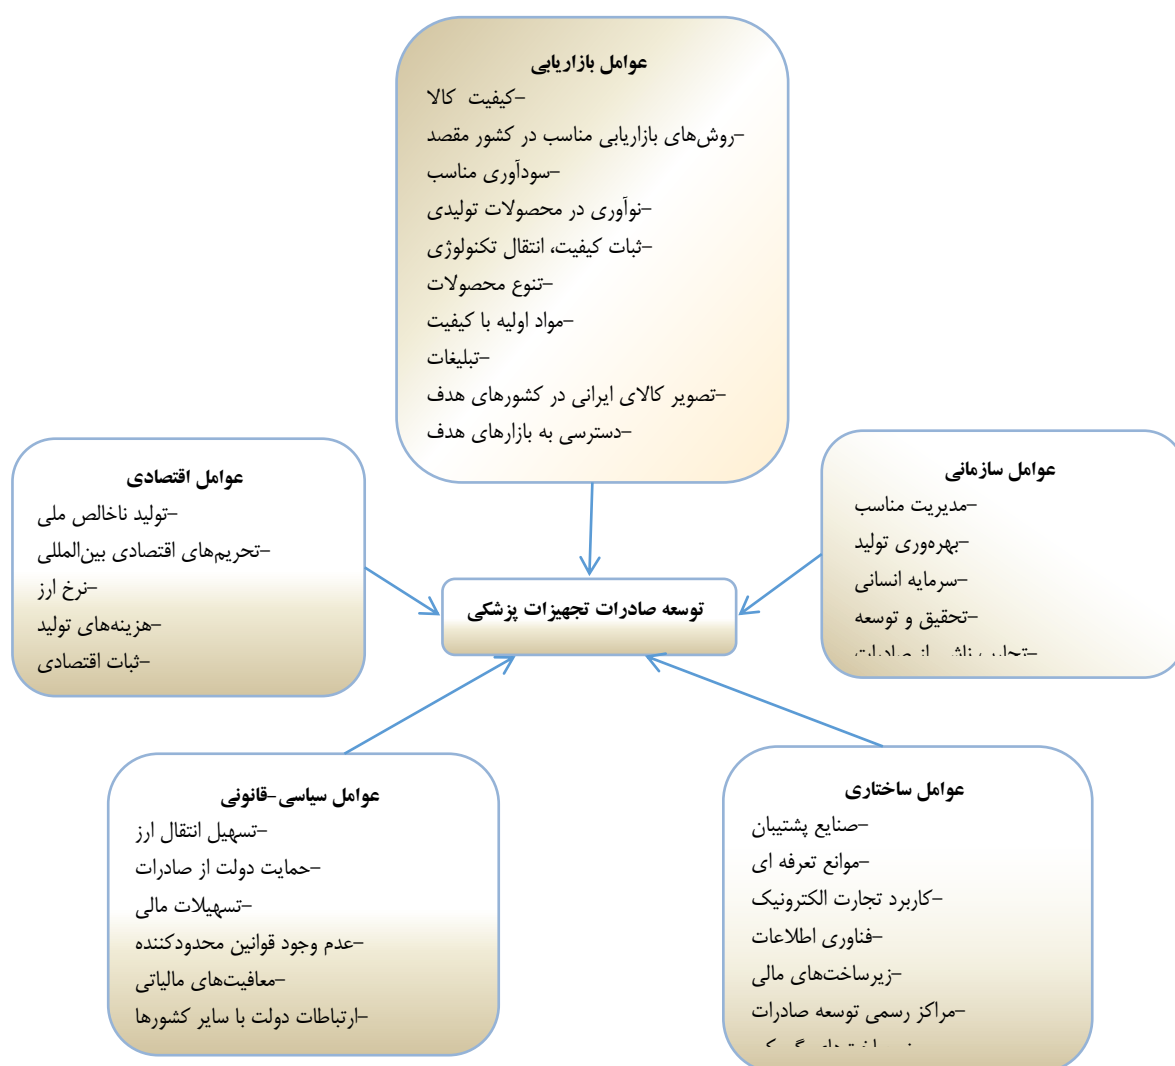 عوامل بازاریابی
-کیفیت کالا
-روش‌های بازاریابی مناسب در کشور مقصد
-سودآوری مناسب
-نوآوری در محصولات تولیدی
-ثبات کیفیت، انتقال تکنولوژی
-تنوع محصولات
-مواد اولیه با کیفیت
-تبلیغات
-تصویر کالای ایرانی در کشورهای هدف
-دسترسی به بازارهای هدف
عوامل سازمانی
-مدیریت مناسب
-بهره‌وری تولید
-سرمایه انسانی
-تحقیق و توسعه
-تجارب ناشی از صادرات
عوامل اقتصادی
-تولید ناخالص ملی
-تحریم‌های اقتصادی بین‌المللی
-نرخ ارز
-هزینه‌های تولید
-ثبات اقتصادی
توسعه صادرات تجهیزات پزشکی
عوامل ساختاری
-صنایع پشتیبان
-موانع تعرفه ای
-کاربرد تجارت الکترونیک
-فناوری اطلاعات
-زیرساخت‌های مالی
-مراکز رسمی توسعه صادرات
عوامل سیاسی-قانونی
-تسهیل انتقال ارز
-حمایت دولت از صادرات
-تسهیلات مالی
-عدم وجود قوانین محدودکننده
-معافیت‌های مالیاتی
-ارتباطات دولت با سایر کشورها